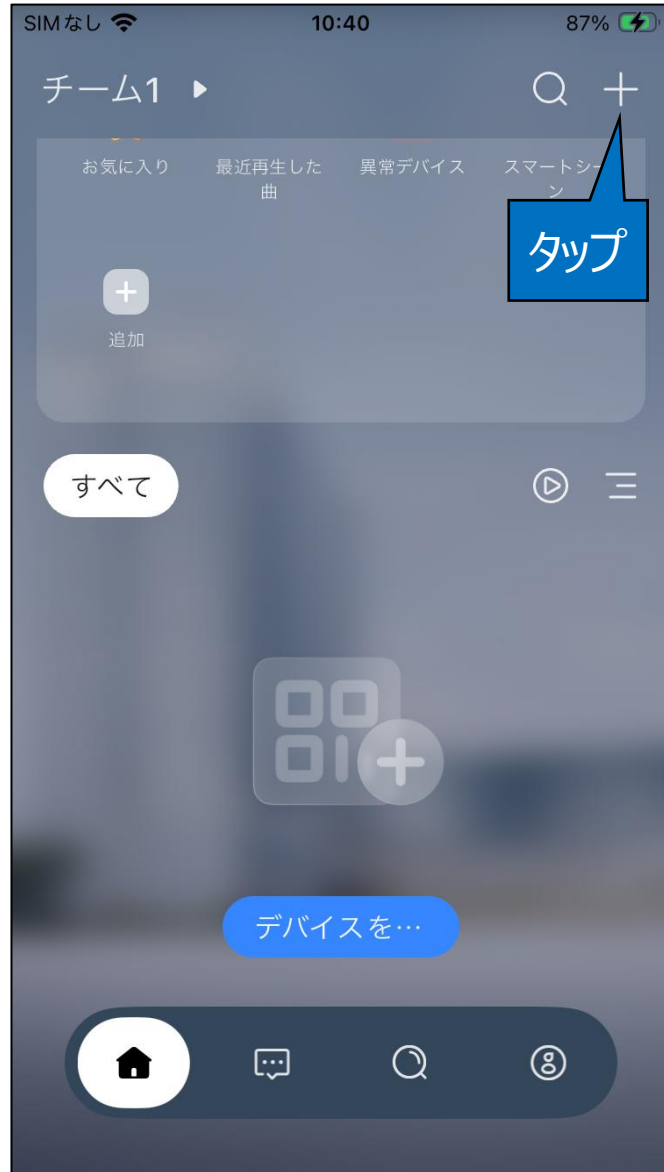 SIMなし
10:40
87%
チーム1
お気に入り
最近再生した
曲
異常デバイス
スマートシー
ン
タップ
追加
すべて
デバイスを…